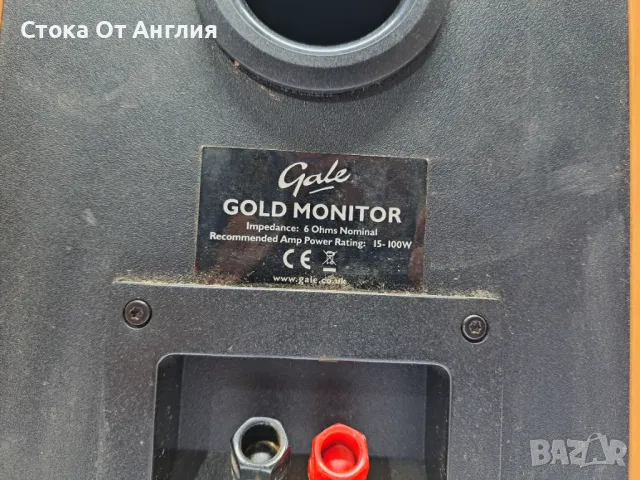 Стока От Англия
Gale
GOLD MONITOR
Impedance: 6 Ohms Nominal
Recommended Amp Power Rating: 15-100W
CE
www.gale.co.uk
BAZAR